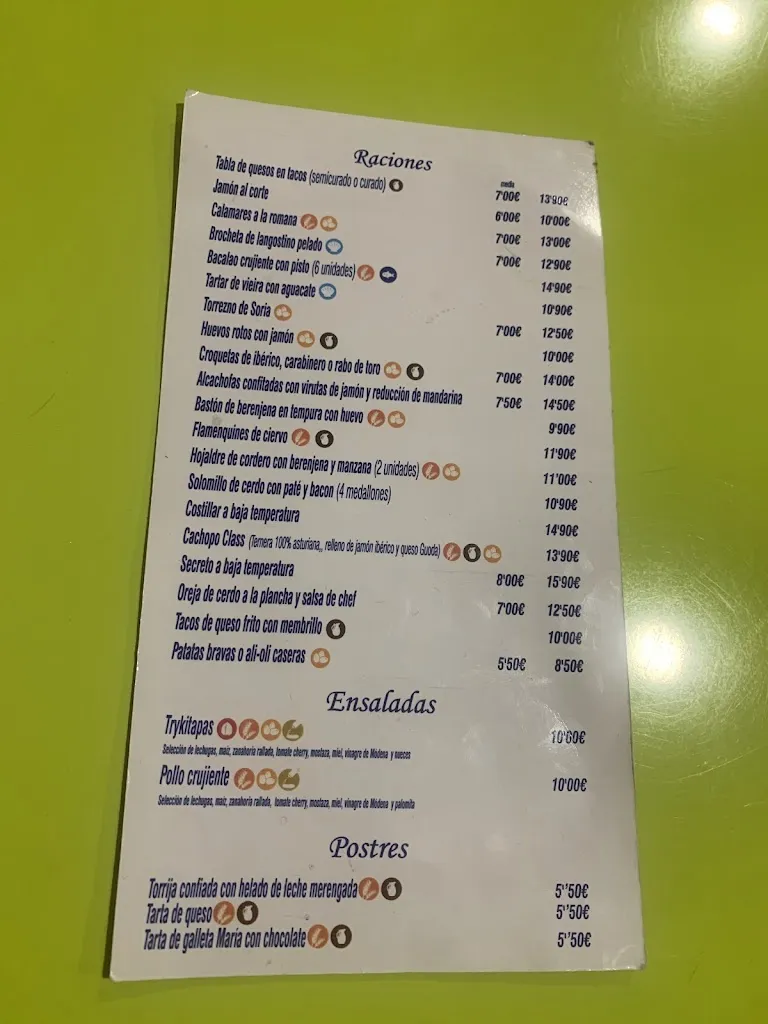 Raciones
media
Tabla de quesos en tacos (semicurado o curado) 7'00€ 13'90€
Jamón al corte 6'00€ 10'00€
Calamares a la romana 7'00€ 13'00€
Brocheta de langostino pelado 7'00€ 12'90€
Bacalao crujiente con pisto (6 unidades) 14'90€
Tartar de vieira con aguacate 10'90€
Torrezno de Soria 7'00€ 12'50€
Huevos rotos con jamón 10'00€
Croquetas de ibérico, carabinero o rabo de toro 7'00€ 14'00€
Alcachofas confitadas con virutas de jamón y reducción de mandarina 7'50€ 14'50€
Bastón de berenjena en tempura con huevo 9'90€
Flamenquines de ciervo 11'90€
Hojaldre de cordero con berenjena y manzana (2 unidades) 11'00€
Solomillo de cerdo con paté y bacon (4 medallones) 10'90€
Costillar a baja temperatura 14'90€
Cachopo Class (Ternera 100% asturiana,, relleno de jamón ibérico y queso Guoda) 13'90€
Secreto a baja temperatura 8'00€ 15'90€
Oreja de cerdo a la plancha y salsa de chef 7'00€ 12'50€
Tacos de queso frito con membrillo 10'00€
Patatas bravas o ali-oli caseras 5'50€ 8'50€
Ensaladas
Trykitapas 10'60€
Selección de lechugas, maíz, zanahoria rallada, tomate cherry, mostaza, miel, vinagre de Módena y nueces
Pollo crujiente 10'00€
Selección de lechugas, maíz, zanahoria rallada, tomate cherry, mostaza, miel, vinagre de Módena y palomita
Postres
Torrija confiada con helado de leche merengada 5''50€
Tarta de queso 5''50€
Tarta de galleta María con chocolate 5''50€